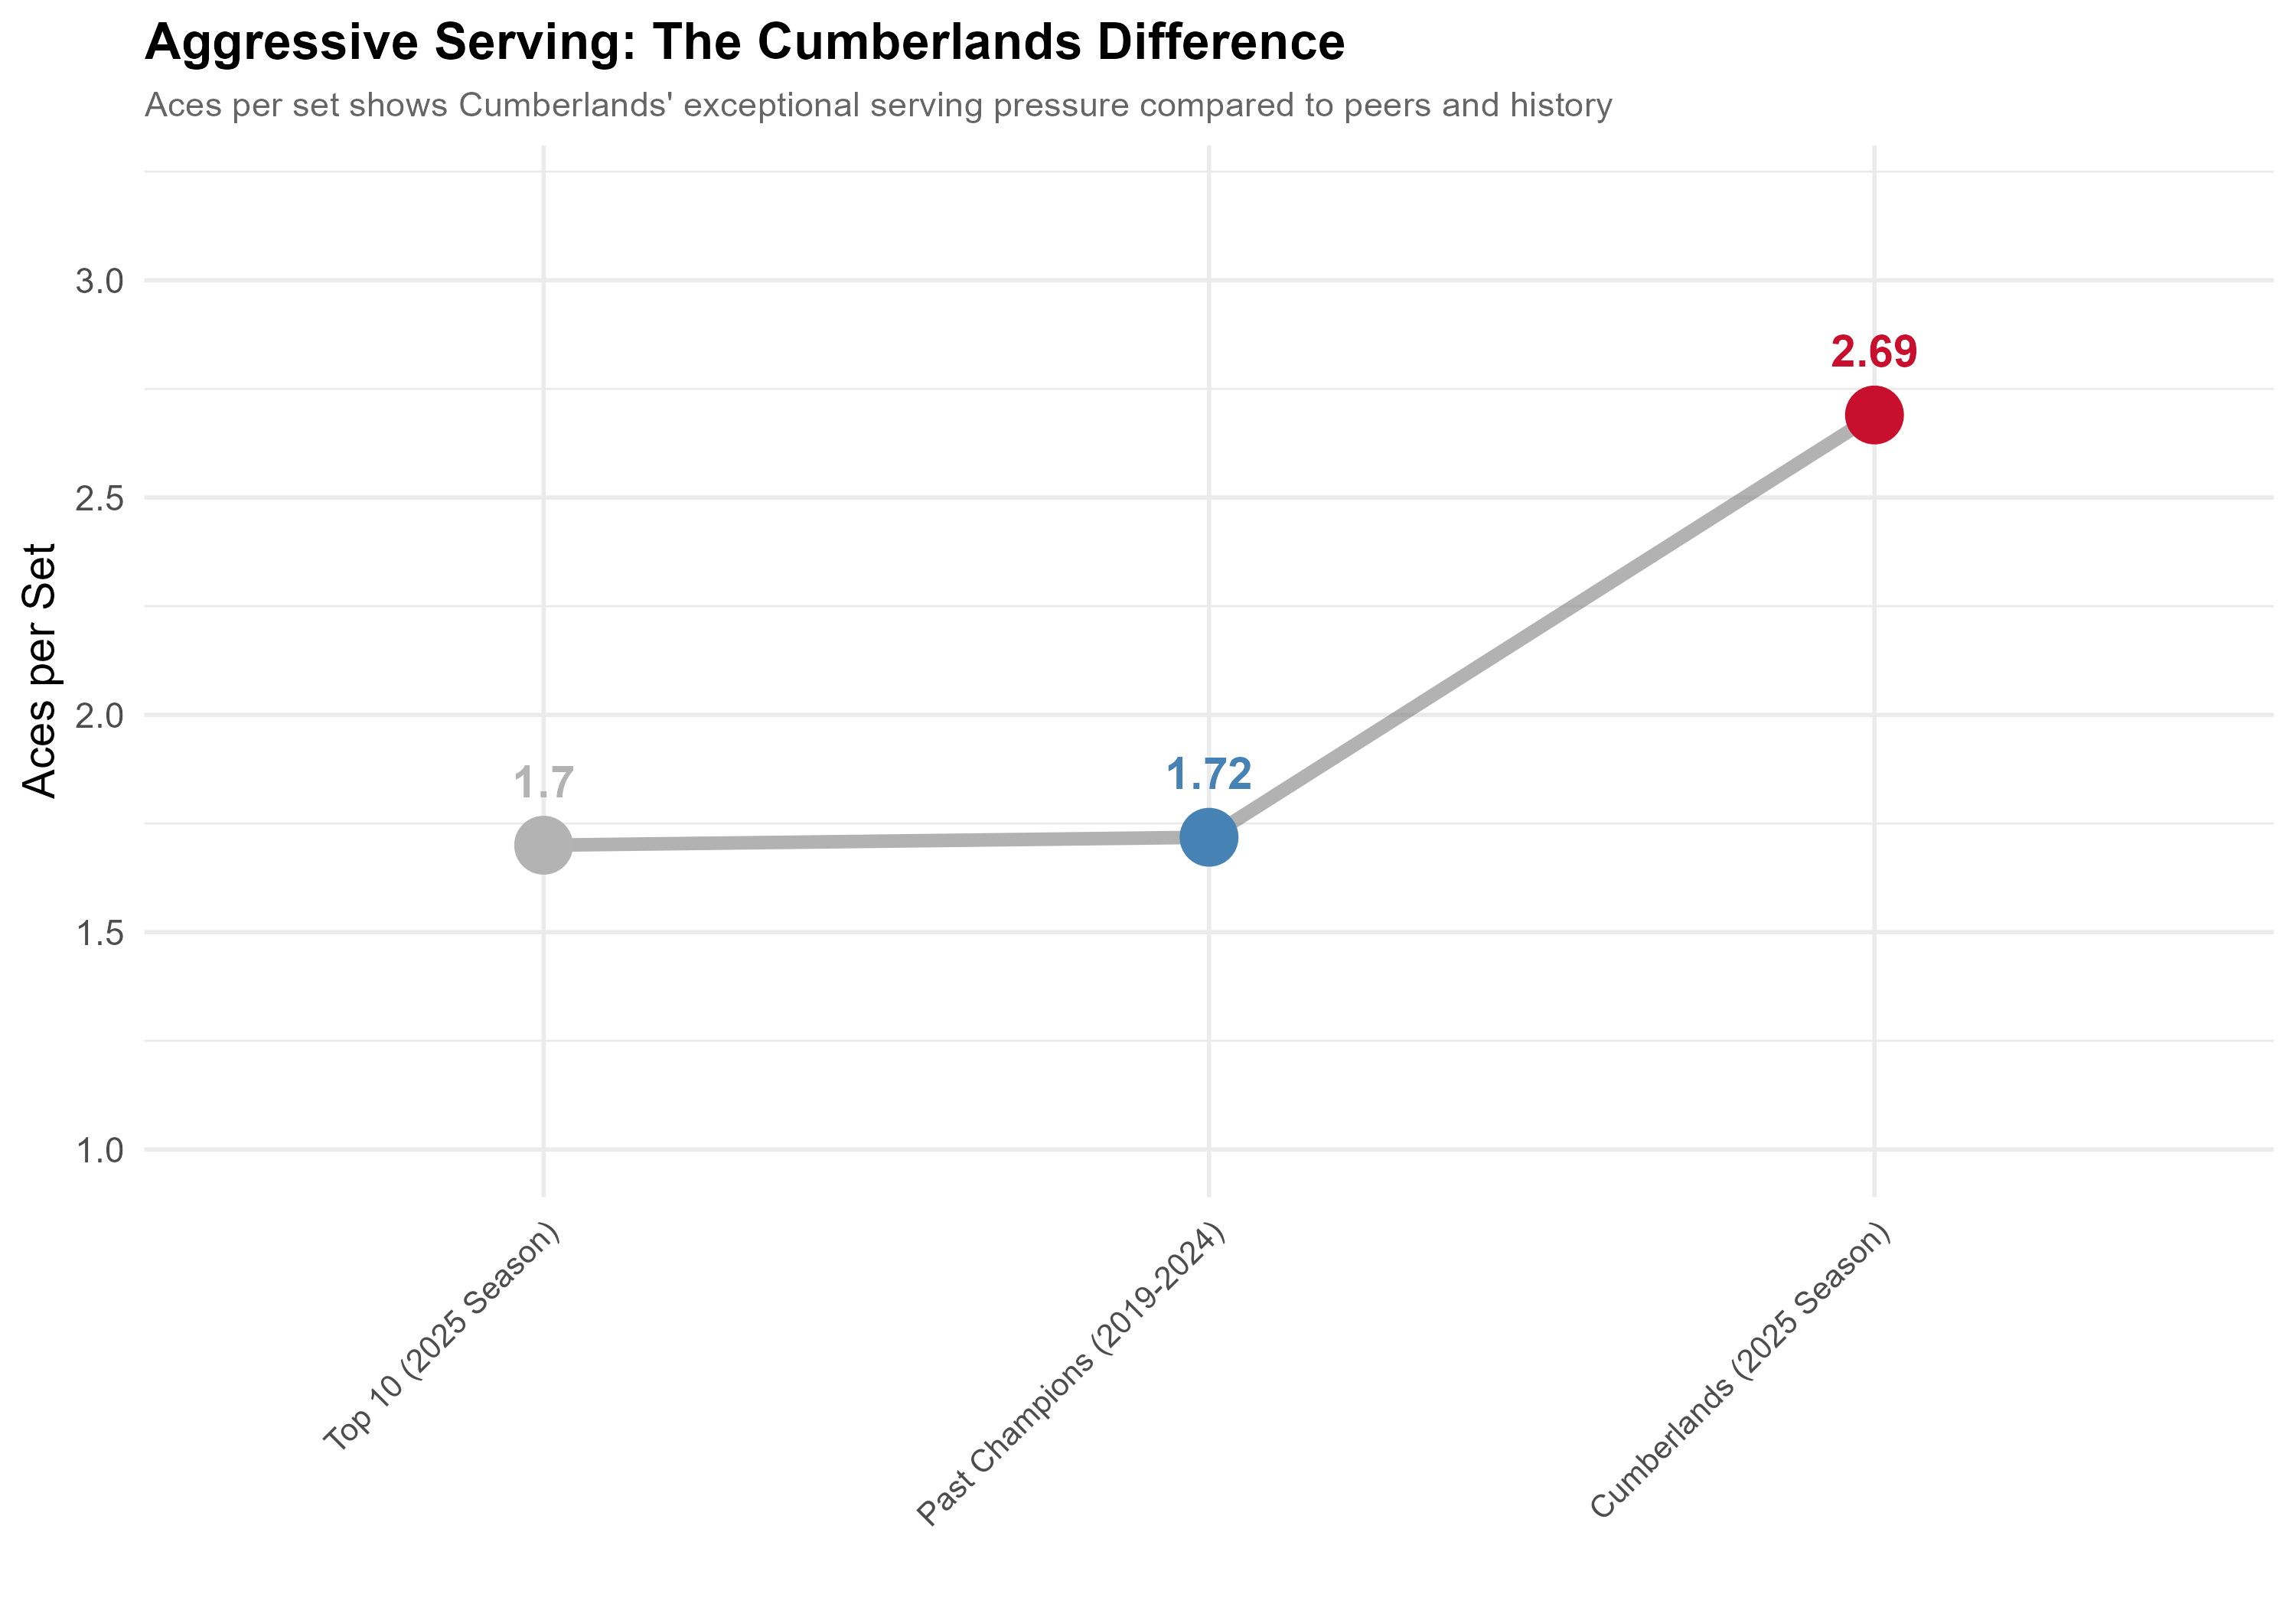 Aggressive Serving: The Cumberlands Difference
Aces per set shows Cumberlands' exceptional serving pressure compared to peers and history
Aces per Set
3.0
2.5
2.0
1.5
1.0
1.7
1.72
2.69
Top 10 (2025 Season)
Past Champions (2019-2024)
Cumberlands (2025 Season)